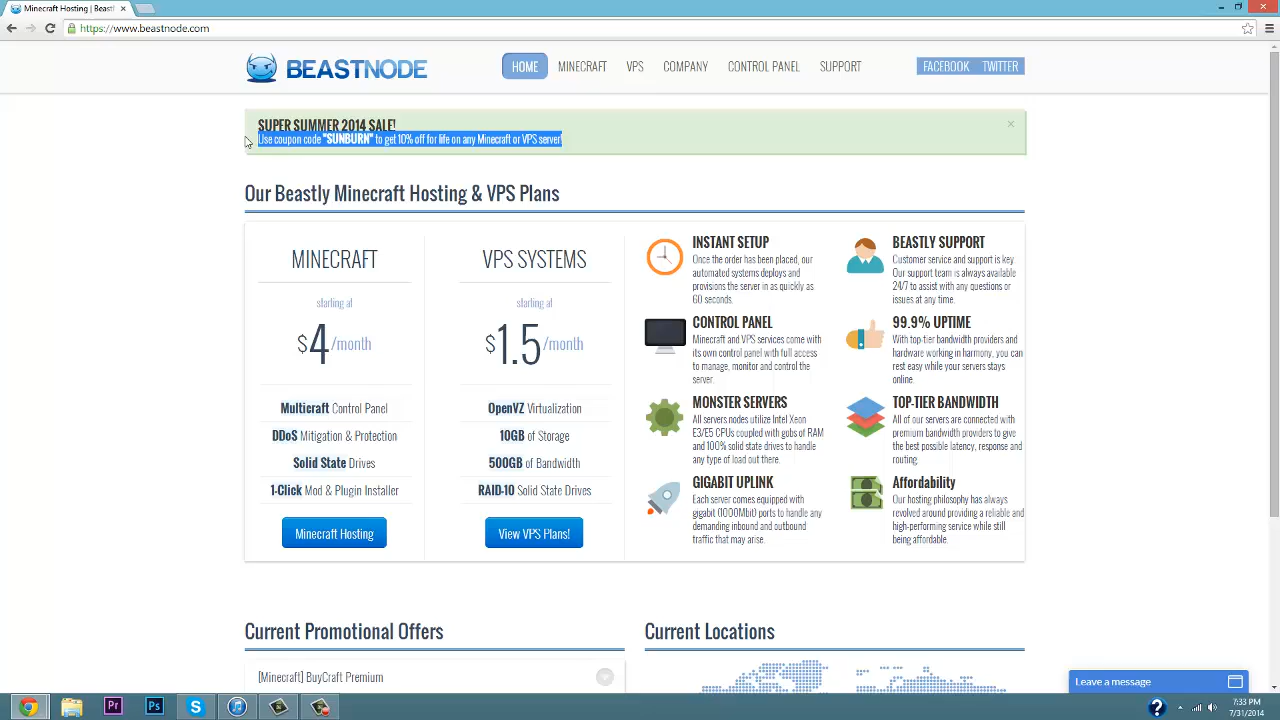 Minecraft Hosting | Beast
https://www.beastnode.com
BEASTNODE
HOME
MINECRAFT
VPS
COMPANY
CONTROL PANEL
SUPPORT
FACEBOOK
TWITTER
SUPER SUMMER 2014 SALE!
Use coupon code "SUNBURN" to get 10% off for life on any Minecraft or VPS server!
Our Beastly Minecraft Hosting & VPS Plans
MINECRAFT
starting at
$4/month
Multicraft Control Panel
DDoS Mitigation & Protection
Solid State Drives
1-Click Mod & Plugin Installer
Minecraft Hosting
VPS SYSTEMS
starting at
$1.5/month
OpenVZ Virtualization
10GB of Storage
500GB of Bandwidth
RAID-10 Solid State Drives
View VPS Plans!
INSTANT SETUP
Once the order has been placed, our
automated systems deploys and
provisions the server in as quickly as
60 seconds.
CONTROL PANEL
Minecraft and VPS services come with
its own control panel with full access
to manage, monitor and control the
server.
MONSTER SERVERS
All servers nodes utilize Intel Xeon
E3/E5 CPUs coupled with gobs of RAM
and 100% solid state drives to handle
any type of load out there.
GIGABIT UPLINK
Each server comes equipped with
gigabit (1000Mbit) ports to handle any
demanding inbound and outbound
traffic that may arise.
BEASTLY SUPPORT
Customer service and support is key.
Our support team is always available
24/7 to assist with any questions or
issues at any time.
99.9% UPTIME
With top-tier bandwidth providers and
hardware working in harmony, you can
rest easy while your servers stays
online.
TOP-TIER BANDWIDTH
All of our servers are connected with
premium bandwidth providers to give
the best possible latency, response and
routing.
Affordability
Our hosting philosophy has always
revolved around providing a reliable and
high-performing service while still
being affordable.
Current Promotional Offers
[Minecraft] BuyCraft Premium
Current Locations
Leave a message
Pr
Ps
7:33 PM
7/31/2014